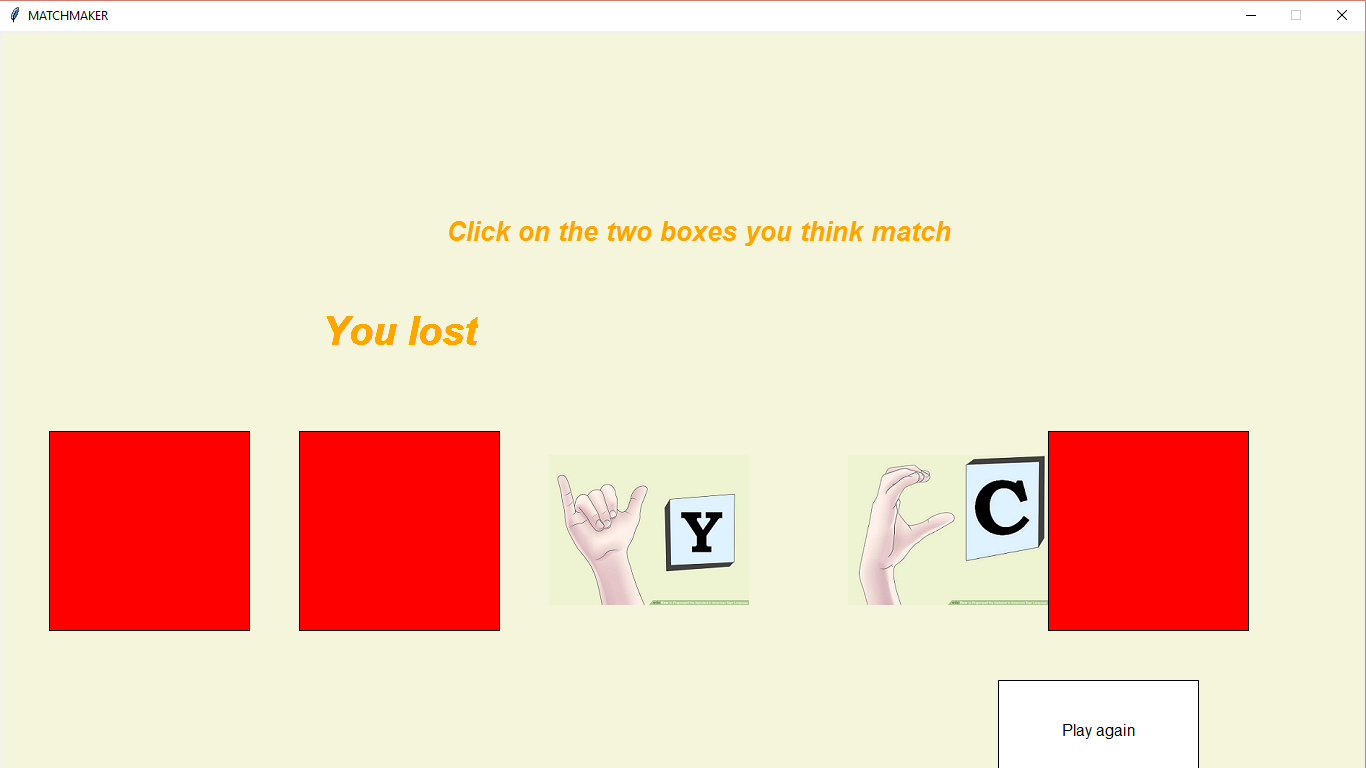 MATCHMAKER
Click on the two boxes you think match
You lost
Y
C
Play again